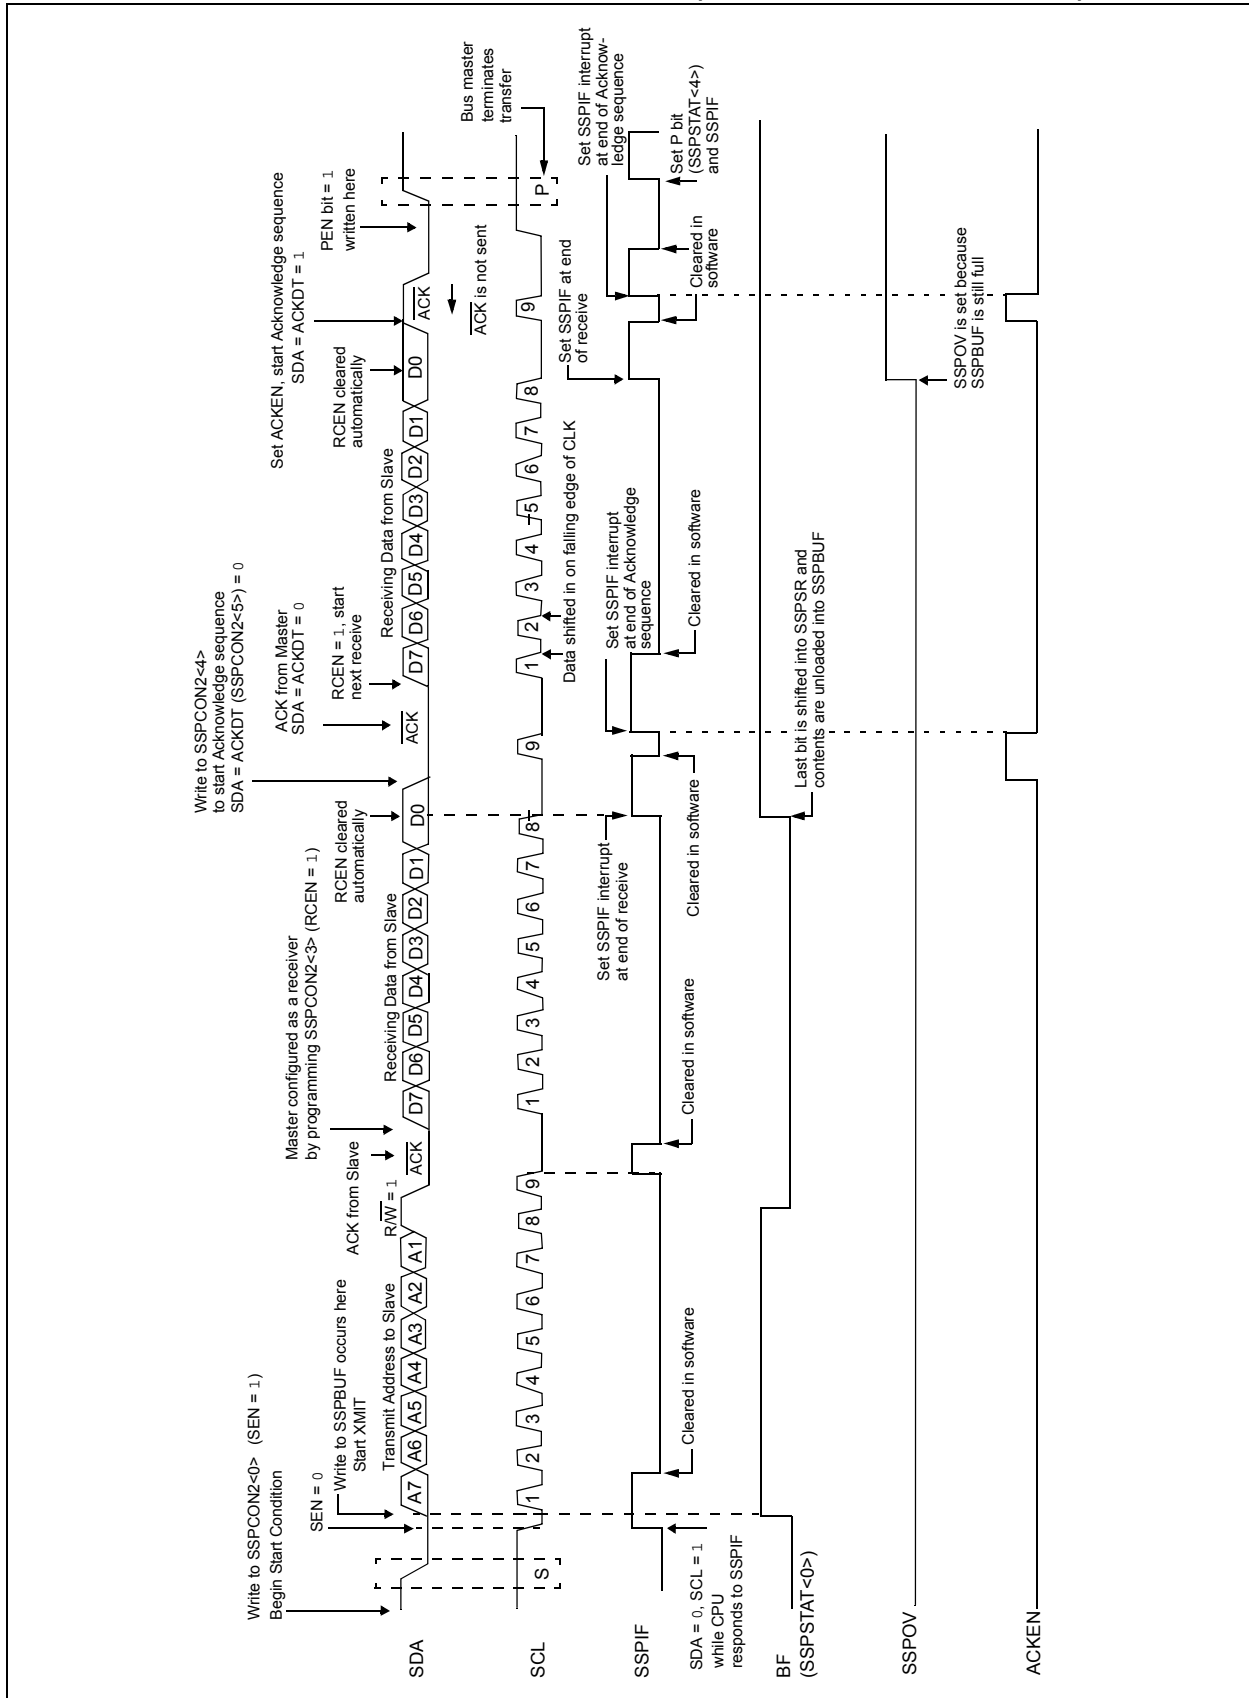 Write to SSPCON2<0> (SEN = 1)
Begin Start Condition
SEN = 0
Write to SSPBUF occurs here
Start XMIT
Transmit Address to Slave
R/W = 1
ACK from Slave
Master configured as a receiver
by programming SSPCON2<3> (RCEN = 1)
Receiving Data from Slave
RCEN cleared
automatically
Write to SSPCON2<4>
to start Acknowledge sequence
SDA = ACKDT (SSPCON2<5>) = 0
ACK from Master
SDA = ACKDT = 0
RCEN = 1, start
next receive
Receiving Data from Slave
RCEN cleared
automatically
Set ACKEN, start Acknowledge sequence
SDA = ACKDT = 1
PEN bit = 1
written here
SDA
A7 A6 A5 A4 A3 A2 A1
ACK
D7 D6 D5 D4 D3 D2 D1 D0
ACK
D7 D6 D5 D4 D3 D2 D1 D0
ACK
ACK is not sent
Bus master
terminates
transfer
SCL
S
1 2 3 4 5 6 7 8 9
1 2 3 4 5 6 7 8 9
1 2 3 4 5 6 7 8 9
P
Data shifted in on falling edge of CLK
Set SSPIF interrupt
at end of receive
Set SSPIF interrupt
at end of Acknowledge
sequence
Set SSPIF at end
of receive
Set SSPIF interrupt
at end of Acknow-
ledge sequence
SSPIF
SDA = 0, SCL = 1
while CPU
responds to SSPIF
Cleared in software
Cleared in software
Cleared in software
Cleared in software
Cleared in
software
Set P bit
(SSPSTAT<4>)
and SSPIF
BF
(SSPSTAT<0>)
Last bit is shifted into SSPSR and
contents are unloaded into SSPBUF
SSPOV
SSPOV is set because
SSPBUF is still full
ACKEN